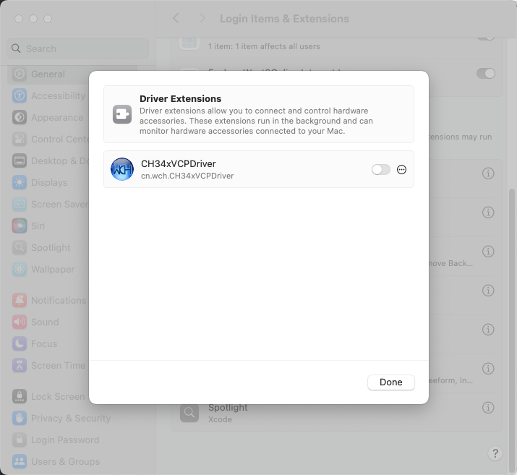 Login Items & Extensions
Search
1 item: 1 item affects all users
General
Accessibility
Appearance
Control Cent
Desktop & D
Displays
Screen Saver
Siri
Spotlight
Wallpaper
Notifications
Sound
Focus
Screen Time
Lock Screen
Privacy & Security
Login Password
Users & Groups
Driver Extensions
Driver extensions allow you to connect and control hardware
accessories. These extensions run in the background and can
monitor hardware accessories connected to your Mac.
WCH
CH34xVCPDriver
cn.wch.CH34xVCPDriver
Done
tensions may run
move Back...
eeform, in...
Spotlight
Xcode
?